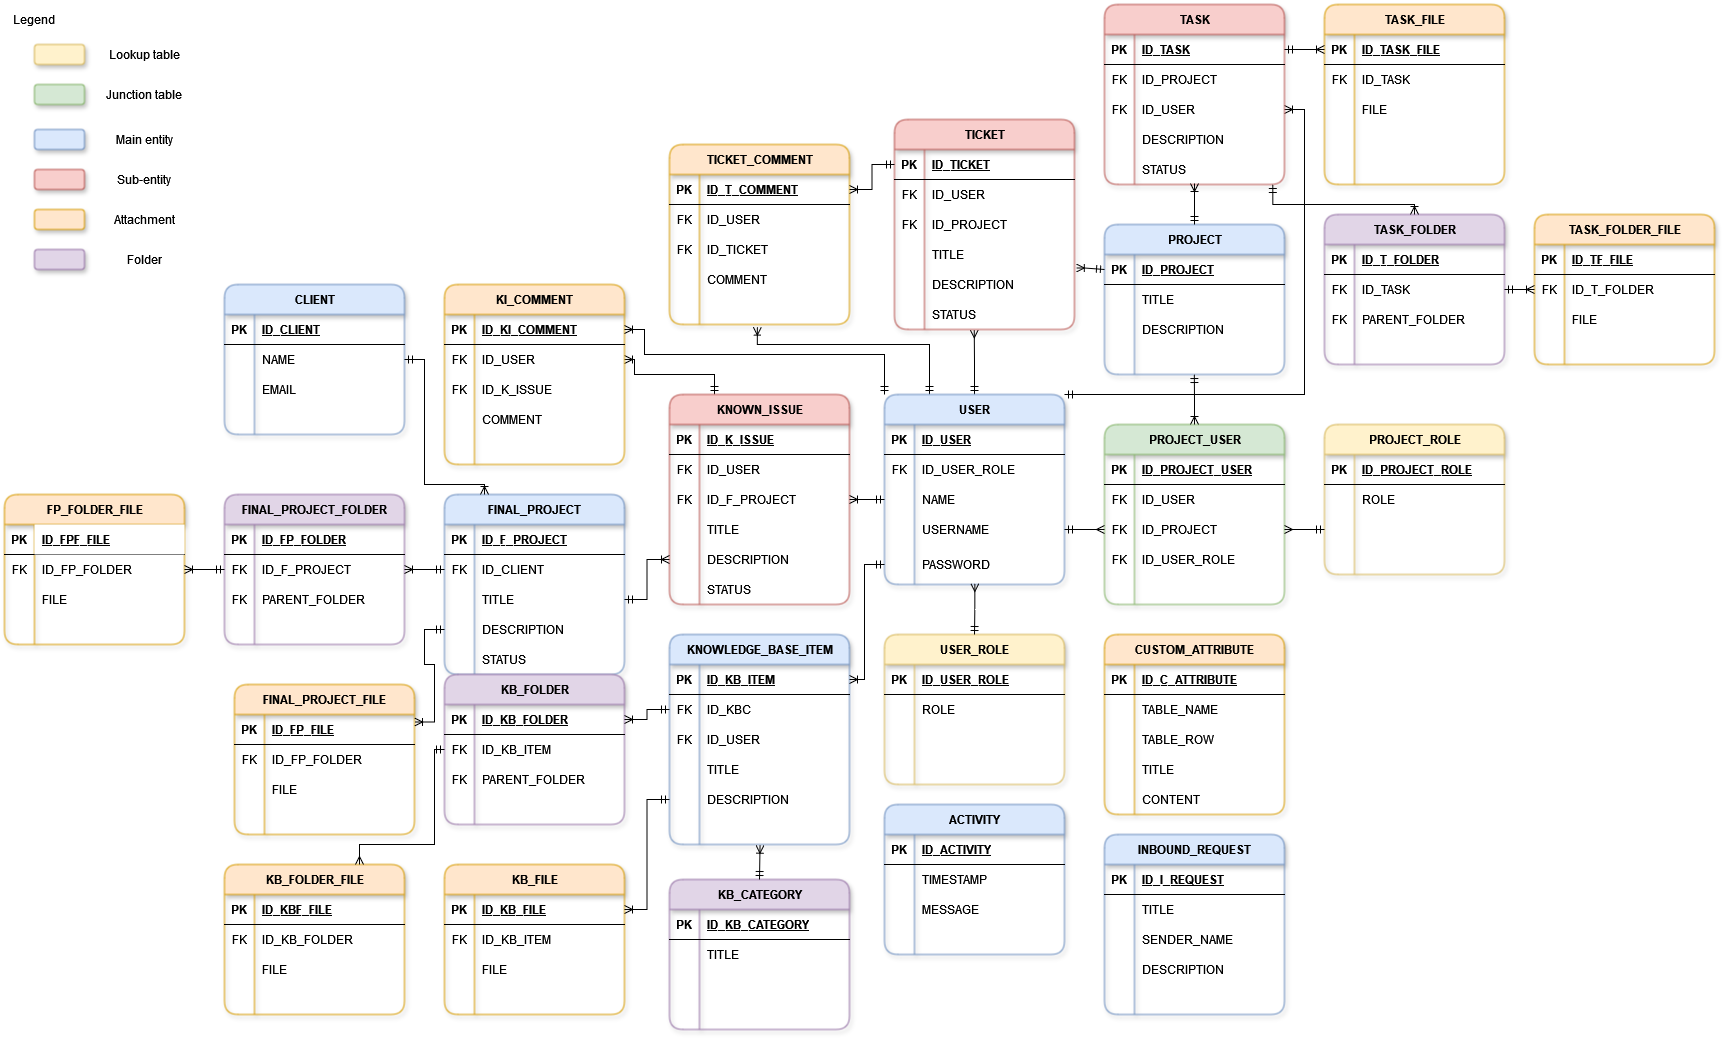 Legend
Lookup table
Junction table
Main entity
Sub-entity
Attachment
Folder
TASK
PK ID_TASK
FK ID_PROJECT
FK ID_USER
DESCRIPTION
STATUS
TASK_FILE
PK ID_TASK_FILE
FK ID_TASK
FILE
TICKET
PK ID_TICKET
FK ID_USER
FK ID_PROJECT
TITLE
DESCRIPTION
STATUS
TICKET_COMMENT
PK ID_T_COMMENT
FK ID_USER
FK ID_TICKET
COMMENT
PROJECT
PK ID_PROJECT
TITLE
DESCRIPTION
TASK_FOLDER
PK ID_T_FOLDER
FK ID_TASK
FK PARENT_FOLDER
TASK_FOLDER_FILE
PK ID_TF_FILE
FK ID_T_FOLDER
FILE
CLIENT
PK ID_CLIENT
NAME
EMAIL
KI_COMMENT
PK ID_KI_COMMENT
FK ID_USER
FK ID_K_ISSUE
COMMENT
KNOWN_ISSUE
PK ID_K_ISSUE
FK ID_USER
FK ID_F_PROJECT
TITLE
DESCRIPTION
STATUS
USER
PK ID_USER
FK ID_USER_ROLE
NAME
USERNAME
PASSWORD
PROJECT_USER
PK ID_PROJECT_USER
FK ID_USER
FK ID_PROJECT
FK ID_USER_ROLE
PROJECT_ROLE
PK ID_PROJECT_ROLE
ROLE
FP_FOLDER_FILE
PK ID_FPF_FILE
FK ID_FP_FOLDER
FILE
FINAL_PROJECT_FOLDER
PK ID_FP_FOLDER
FK ID_F_PROJECT
FK PARENT_FOLDER
FINAL_PROJECT
PK ID_F_PROJECT
FK ID_CLIENT
TITLE
DESCRIPTION
STATUS
KNOWLEDGE_BASE_ITEM
PK ID_KB_ITEM
FK ID_KBC
FK ID_USER
TITLE
DESCRIPTION
USER_ROLE
PK ID_USER_ROLE
ROLE
CUSTOM_ATTRIBUTE
PK ID_C_ATTRIBUTE
TABLE_NAME
TABLE_ROW
TITLE
CONTENT
FINAL_PROJECT_FILE
PK ID_FP_FILE
FK ID_FP_FOLDER
FILE
KB_FOLDER
PK ID_KB_FOLDER
FK ID_KB_ITEM
FK PARENT_FOLDER
ACTIVITY
PK ID_ACTIVITY
TIMESTAMP
MESSAGE
INBOUND_REQUEST
PK ID_I_REQUEST
TITLE
SENDER_NAME
DESCRIPTION
KB_FOLDER_FILE
PK ID_KBF_FILE
FK ID_KB_FOLDER
FILE
KB_FILE
PK ID_KB_FILE
FK ID_KB_ITEM
FILE
KB_CATEGORY
PK ID_KB_CATEGORY
TITLE